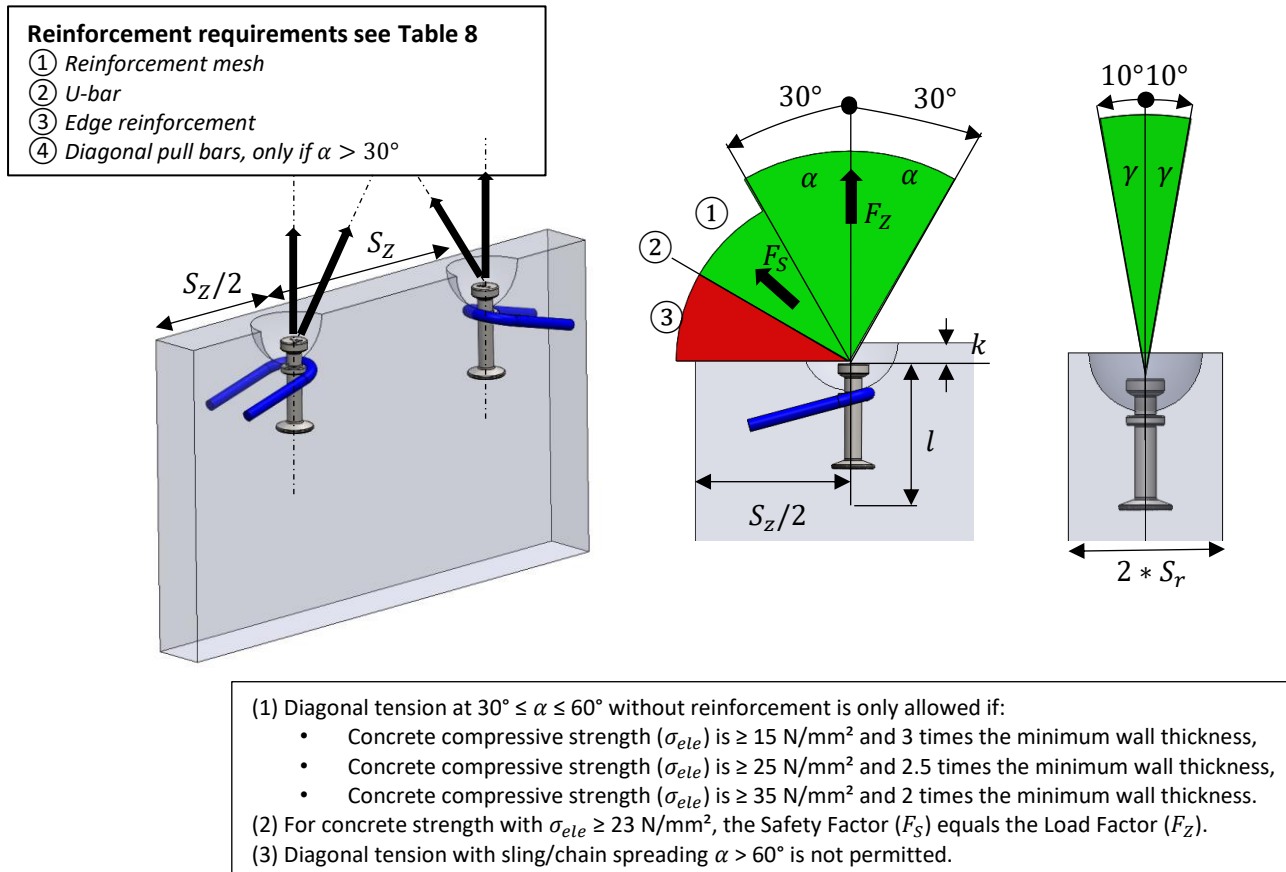 Reinforcement requirements see Table 8
① Reinforcement mesh
② U-bar
③ Edge reinforcement
④ Diagonal pull bars, only if α > 30°
S_Z/2
S_Z
30°
30°
α
α
F_Z
①
②
F_S
③
k
l
S_z/2
10°10°
γ
γ
2 * S_r
(1) Diagonal tension at 30° ≤ α ≤ 60° without reinforcement is only allowed if:
• Concrete compressive strength (σ_ele) is ≥ 15 N/mm² and 3 times the minimum wall thickness,
• Concrete compressive strength (σ_ele) is ≥ 25 N/mm² and 2.5 times the minimum wall thickness,
• Concrete compressive strength (σ_ele) is ≥ 35 N/mm² and 2 times the minimum wall thickness.
(2) For concrete strength with σ_ele ≥ 23 N/mm², the Safety Factor (F_S) equals the Load Factor (F_Z).
(3) Diagonal tension with sling/chain spreading α > 60° is not permitted.